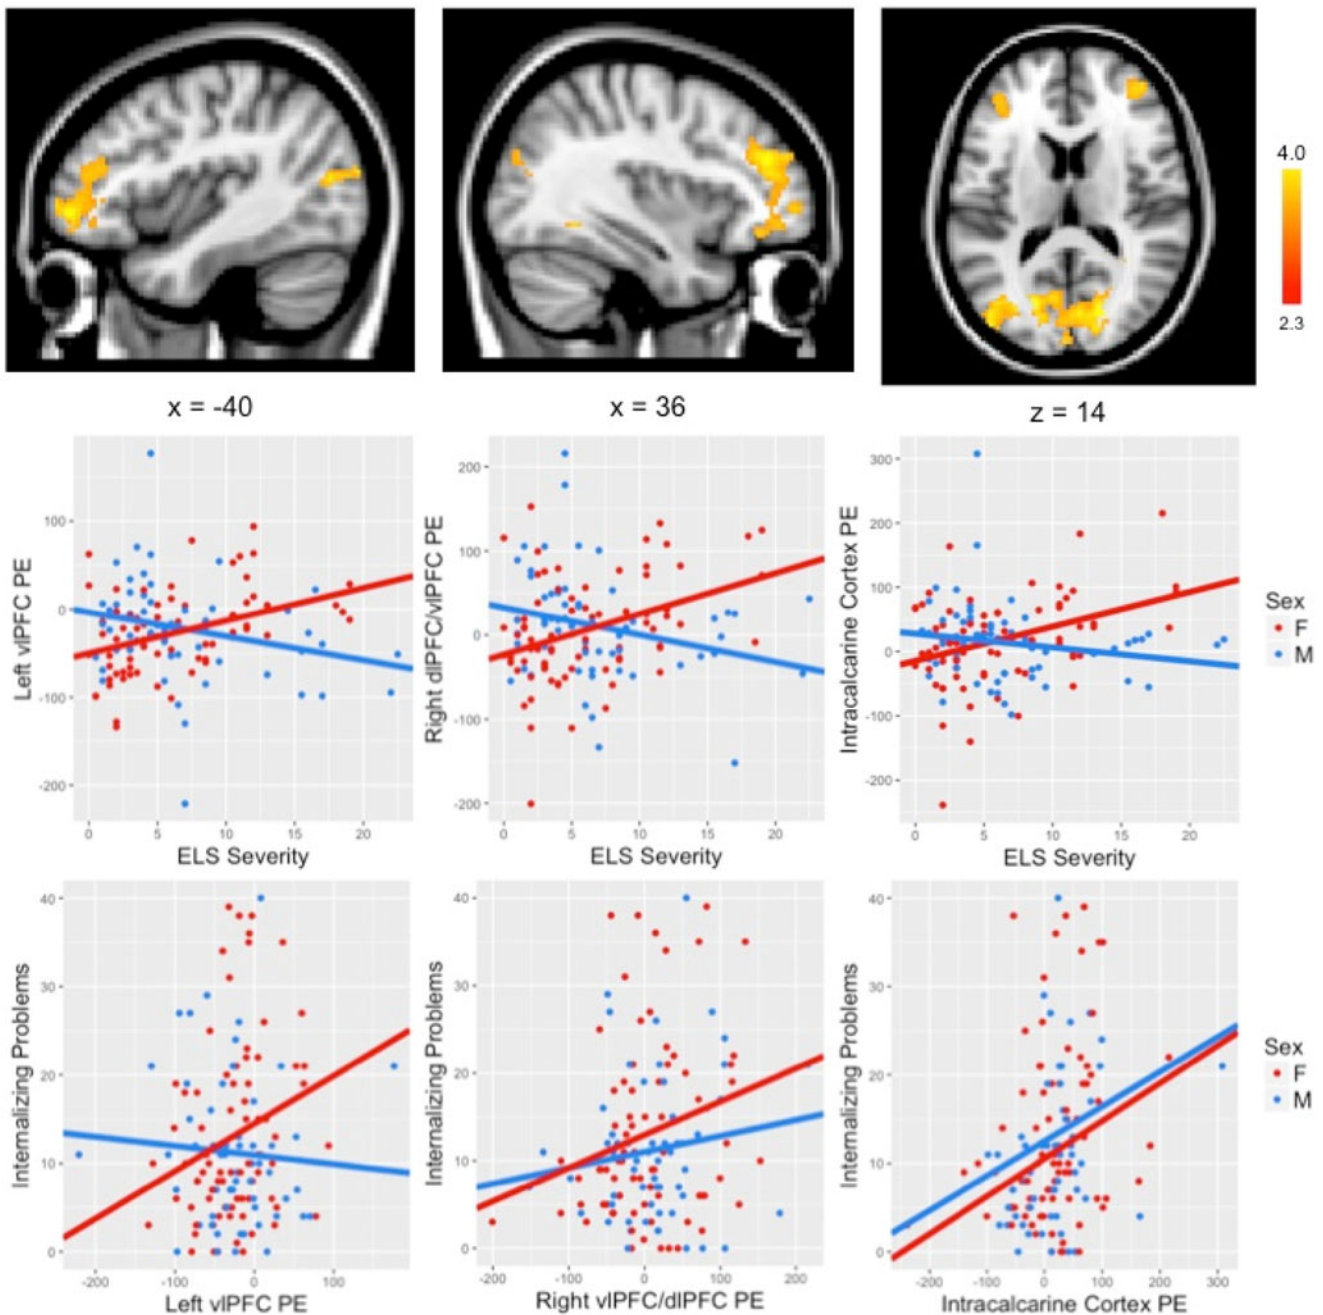 4.0
2.3
x = -40
x = 36
z = 14
Left vlPFC PE
100
0
-100
-200
0
5
10
15
20
ELS Severity
Right dlPFC/vlPFC PE
200
100
0
-100
-200
0
5
10
15
20
ELS Severity
Intracalcarine Cortex PE
300
200
100
0
-100
-200
0
5
10
15
20
ELS Severity
Sex
F
M
Internalizing Problems
40
30
20
10
0
-200
-100
0
100
Left vlPFC PE
Internalizing Problems
40
30
20
10
0
-200
-100
0
100
200
Right vlPFC/dlPFC PE
Internalizing Problems
40
30
20
10
0
-200
-100
0
100
200
300
Intracalcarine Cortex PE
Sex
F
M